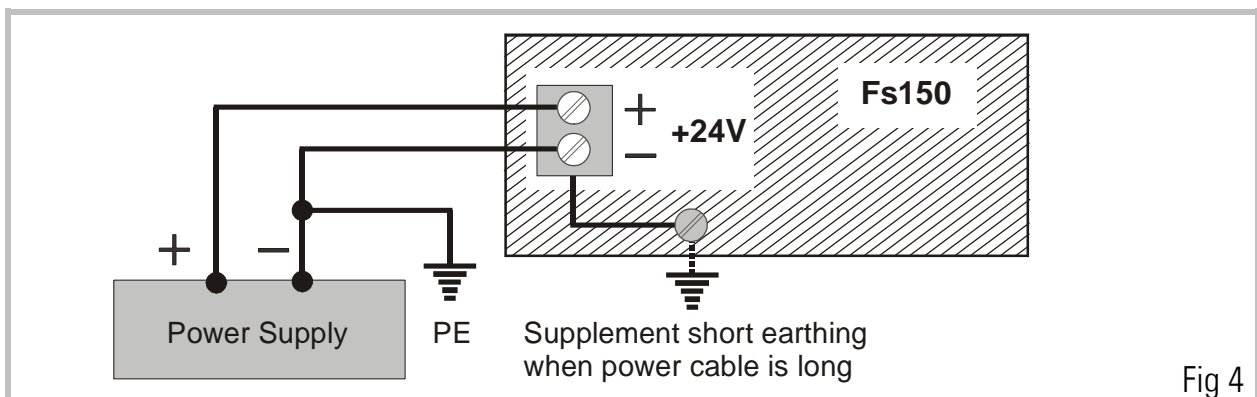 Fs150
+
+24V
−
+ −
Power Supply
PE
Supplement short earthing
when power cable is long
Fig 4